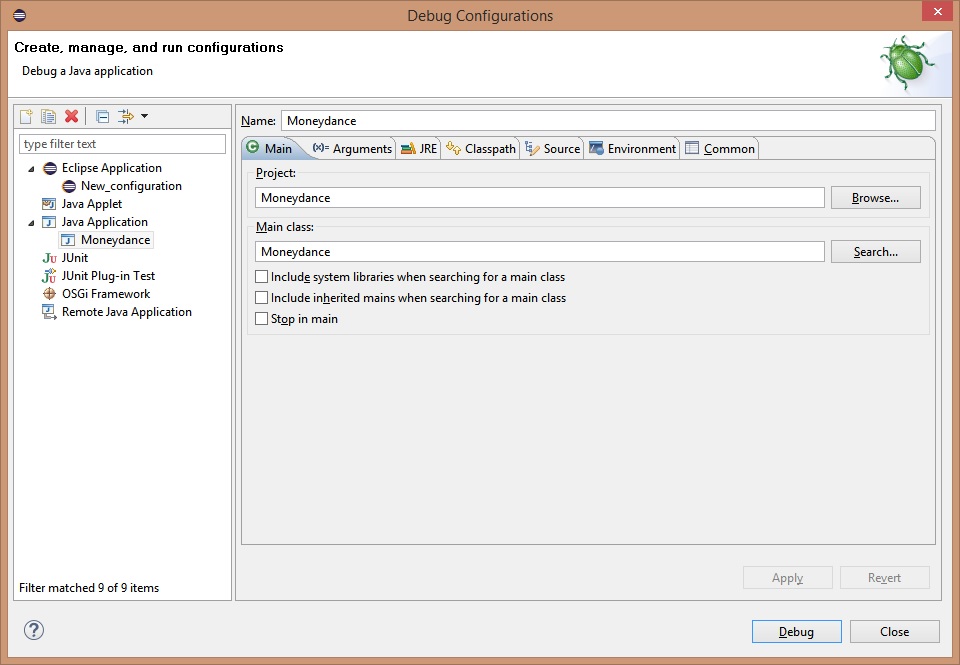 Debug Configurations
Create, manage, and run configurations
Debug a Java application
type filter text
Eclipse Application
New_configuration
Java Applet
Java Application
Moneydance
JUnit
JUnit Plug-in Test
OSGi Framework
Remote Java Application
Filter matched 9 of 9 items
Name: Moneydance
Main (x)= Arguments JRE Classpath Source Environment Common
Project:
Moneydance Browse...
Main class:
Moneydance Search...
Include system libraries when searching for a main class
Include inherited mains when searching for a main class
Stop in main
Apply Revert
? Debug Close